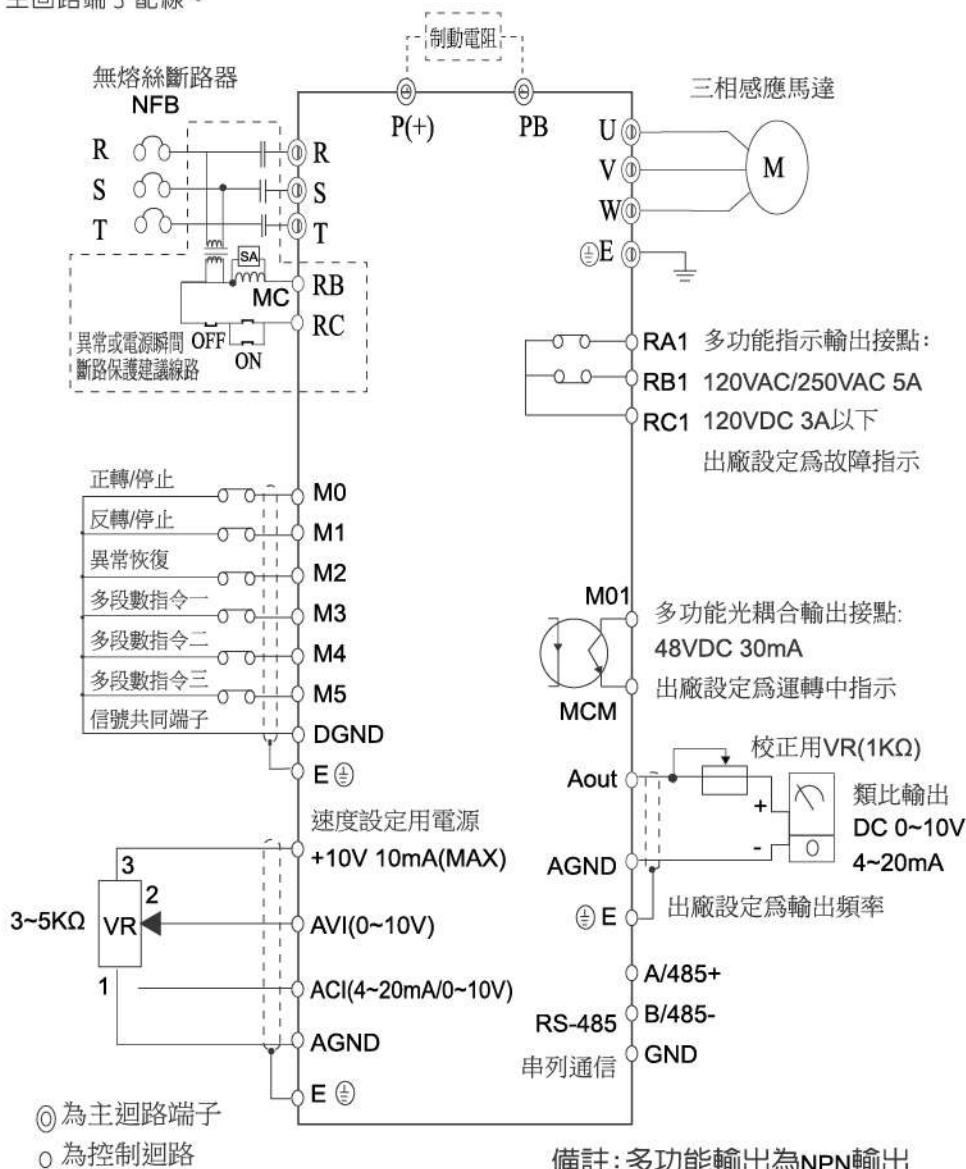 主回路端子配線。
制動電阻
無熔絲斷路器
NFB
三相感應馬達
P(+)
PB
R
S
T
R
S
T
U
V
W
E
M
SA
MC
RB
RC
OFF
ON
異常或電源瞬間
斷路保護建議線路
RA1 多功能指示輸出接點:
RB1 120VAC/250VAC 5A
RC1 120VDC 3A以下
出廠設定爲故障指示
正轉/停止
M0
反轉/停止
M1
異常恢復
M2
多段數指令一
M3
多段數指令二
M4
多段數指令三
M5
信號共同端子
DGND
E
M01
多功能光耦合輸出接點:
48VDC 30mA
出廠設定爲運轉中指示
MCM
校正用VR(1KΩ)
Aout
+
-
類比輸出
DC 0~10V
4~20mA
AGND
E
出廠設定爲輸出頻率
速度設定用電源
+10V 10mA(MAX)
3
2
1
3~5KΩ
VR
AVI(0~10V)
ACI(4~20mA/0~10V)
AGND
E
A/485+
RS-485
B/485-
串列通信
GND
為主迴路端子
為控制迴路
備註:多功能輸出為NPN輸出